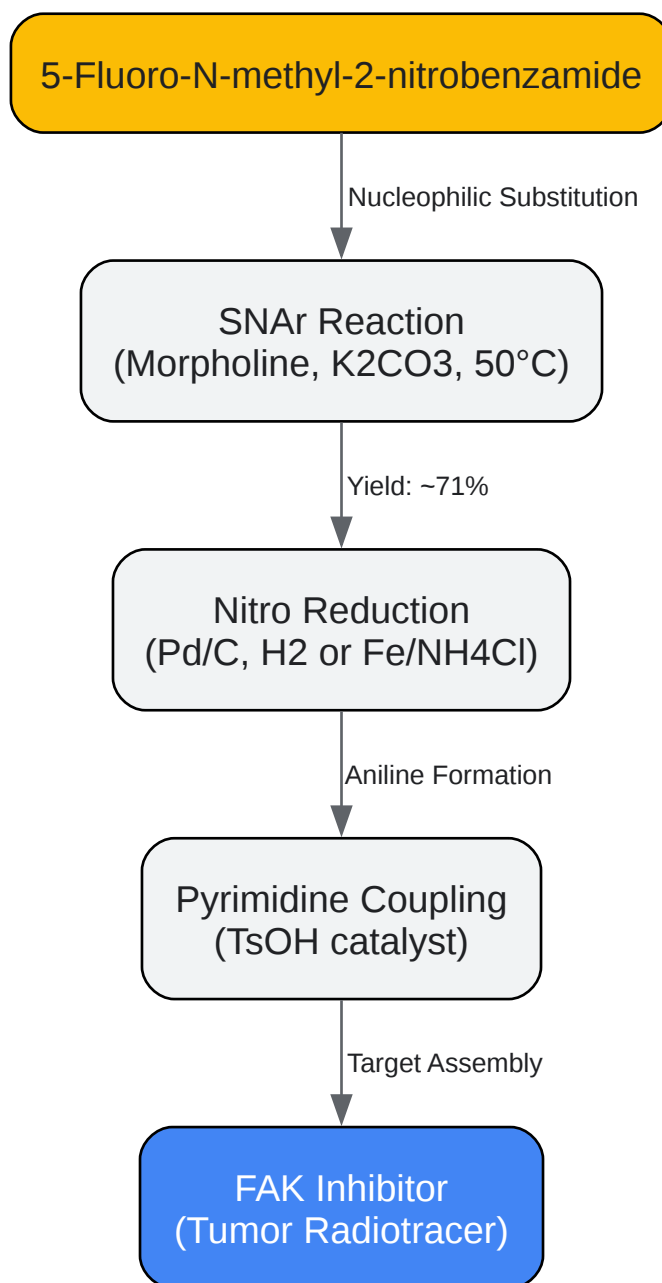 5-Fluoro-N-methyl-2-nitrobenzamide
Nucleophilic Substitution
SNAr Reaction
(Morpholine, K2CO3, 50°C)
Yield: ~71%
Nitro Reduction
(Pd/C, H2 or Fe/NH4Cl)
Aniline Formation
Pyrimidine Coupling
(TsOH catalyst)
Target Assembly
FAK Inhibitor
(Tumor Radiotracer)